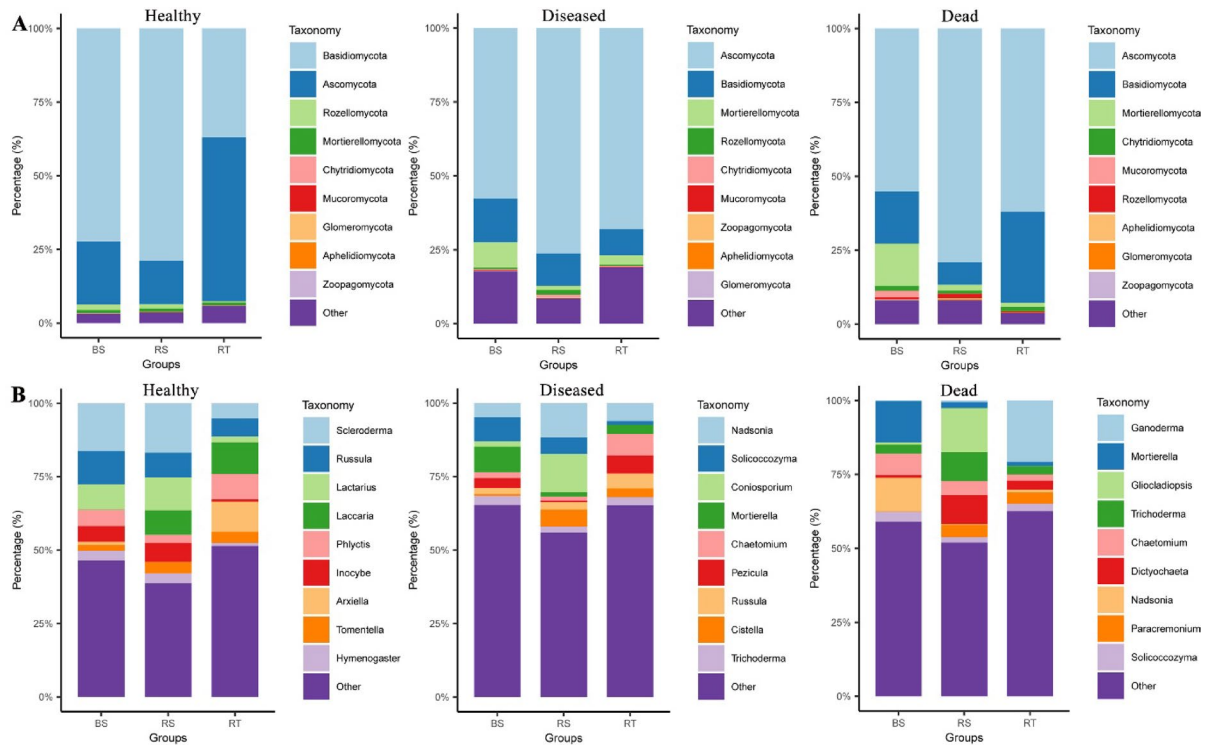 A
Healthy
Percentage (%)
100%
75%
50%
25%
0%
BS
RS
RT
Groups
Taxonomy
Basidiomycota
Ascomycota
Rozellomycota
Mortierellomycota
Chytridiomycota
Mucoromycota
Glomeromycota
Aphelidiomycota
Zoopagomycota
Other
Diseased
Percentage (%)
100%
75%
50%
25%
0%
BS
RS
RT
Groups
Taxonomy
Ascomycota
Basidiomycota
Mortierellomycota
Rozellomycota
Chytridiomycota
Mucoromycota
Zoopagomycota
Aphelidiomycota
Glomeromycota
Other
Dead
Percentage (%)
100%
75%
50%
25%
0%
BS
RS
RT
Groups
Taxonomy
Ascomycota
Basidiomycota
Mortierellomycota
Chytridiomycota
Mucoromycota
Rozellomycota
Aphelidiomycota
Glomeromycota
Zoopagomycota
Other
B
Healthy
Percentage (%)
100%
75%
50%
25%
0%
BS
RS
RT
Groups
Taxonomy
Scleroderma
Russula
Lactarius
Laccaria
Phlyctis
Inocybe
Arxiella
Tomentella
Hymenogaster
Other
Diseased
Percentage (%)
100%
75%
50%
25%
0%
BS
RS
RT
Groups
Taxonomy
Nadsonia
Solicoccozyma
Coniosporium
Mortierella
Chaetomium
Pezicula
Russula
Cistella
Trichoderma
Other
Dead
Percentage (%)
100%
75%
50%
25%
0%
BS
RS
RT
Groups
Taxonomy
Ganoderma
Mortierella
Gliocladiopsis
Trichoderma
Chaetomium
Dictyochaeta
Nadsonia
Paracremonium
Solicoccozyma
Other